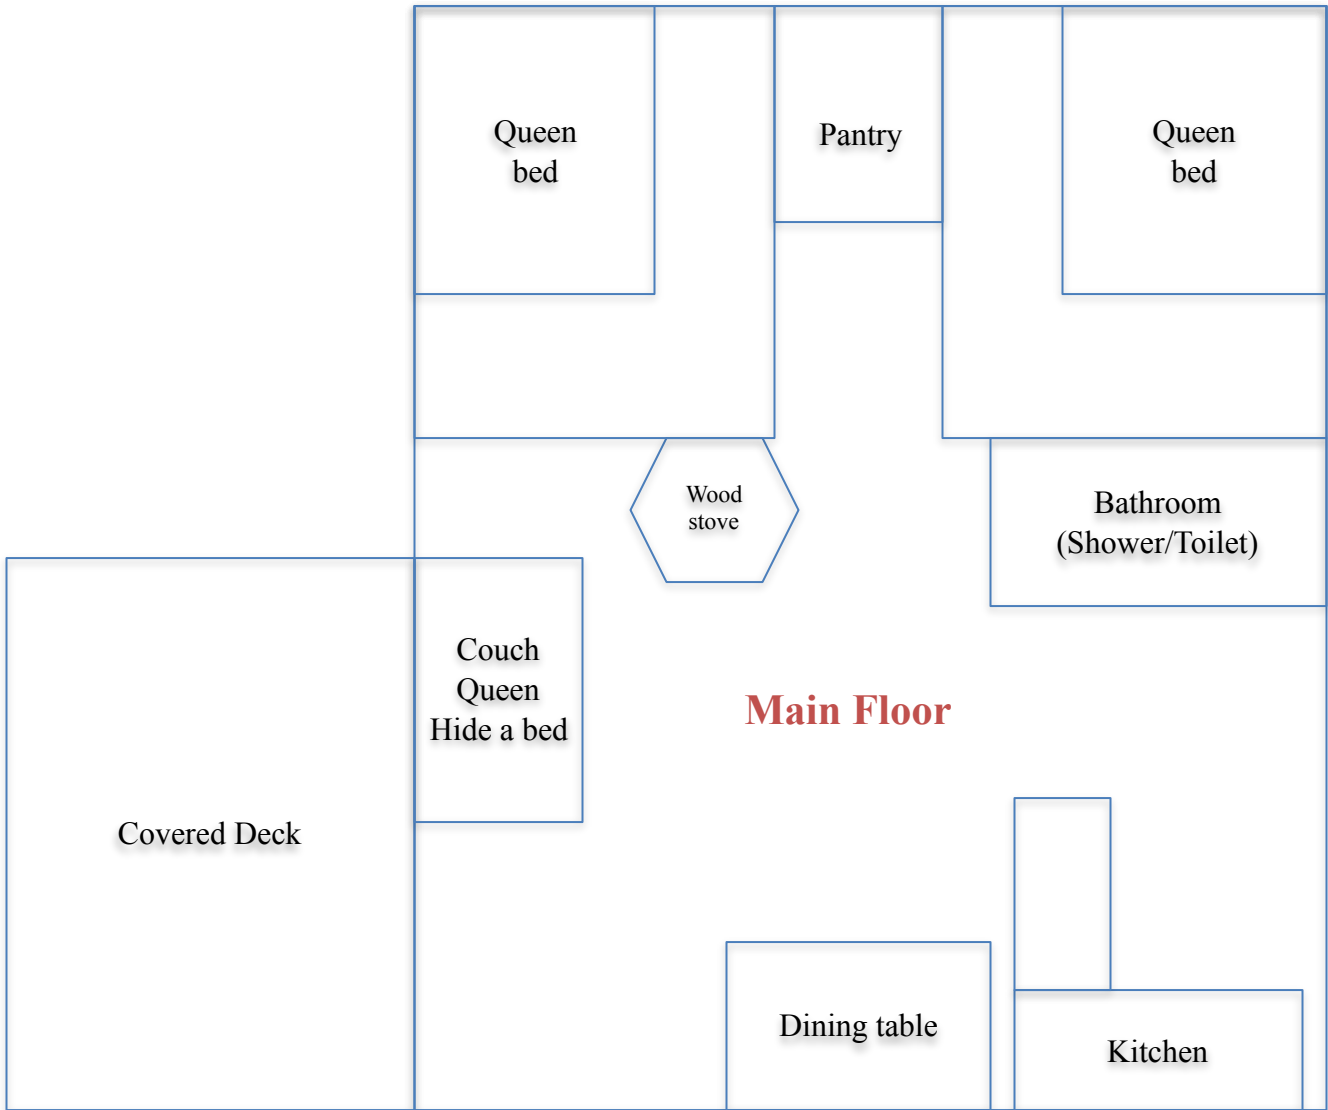 Queen
bed
Pantry
Queen
bed
Wood
stove
Bathroom
(Shower/Toilet)
Couch
Queen
Hide a bed
Main Floor
Covered Deck
Dining table
Kitchen